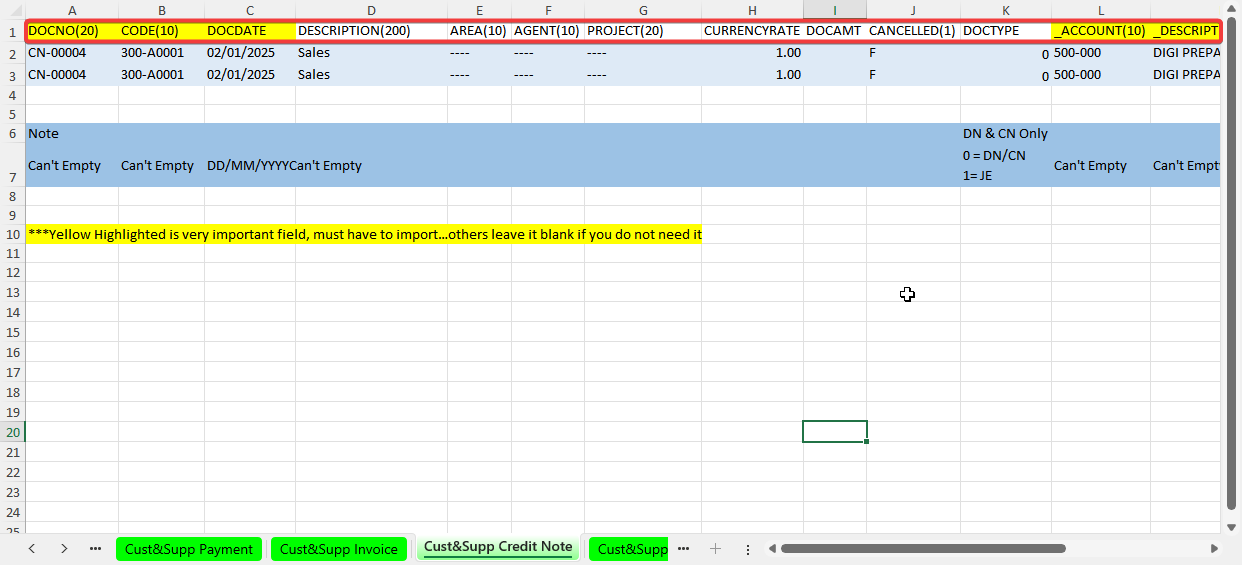 A B C D E F G H I J K L
1 DOCNO(20) CODE(10) DOCDATE DESCRIPTION(200) AREA(10) AGENT(10) PROJECT(20) CURRENCYRATE DOCAMT CANCELLED(1) DOCTYPE _ACCOUNT(10) _DESCRIPT
2 CN-00004 300-A0001 02/01/2025 Sales ---- ---- ---- 1.00 F 0 500-000 DIGI PREPA
3 CN-00004 300-A0001 02/01/2025 Sales ---- ---- ---- 1.00 F 0 500-000 DIGI PREPA
4
5
6 Note DN & CN Only
7 Can't Empty Can't Empty DD/MM/YYYYCan't Empty 0 = DN/CN Can't Empty Can't Empt
1= JE
8
9
10 ***Yellow Highlighted is very important field, must have to import...others leave it blank if you do not need it
11
12
13
14
15
16
17
18
19
20
21
22
23
24
25
Cust&Supp Payment Cust&Supp Invoice Cust&Supp Credit Note Cust&Supp